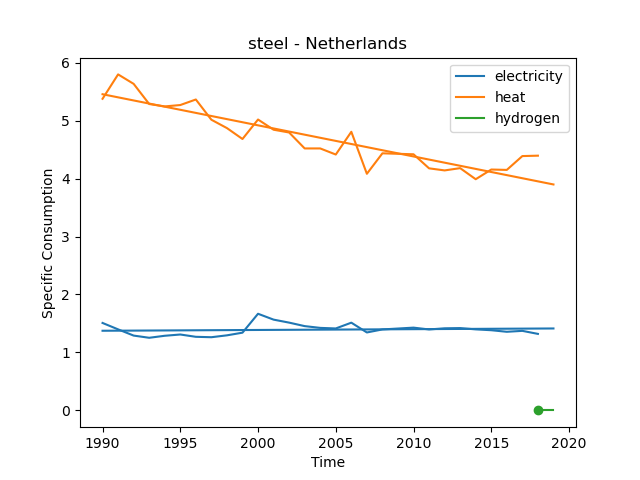 steel - Netherlands
electricity
heat
hydrogen
6
5
4
3
2
1
0
Specific Consumption
1990
1995
2000
2005
2010
2015
2020
Time